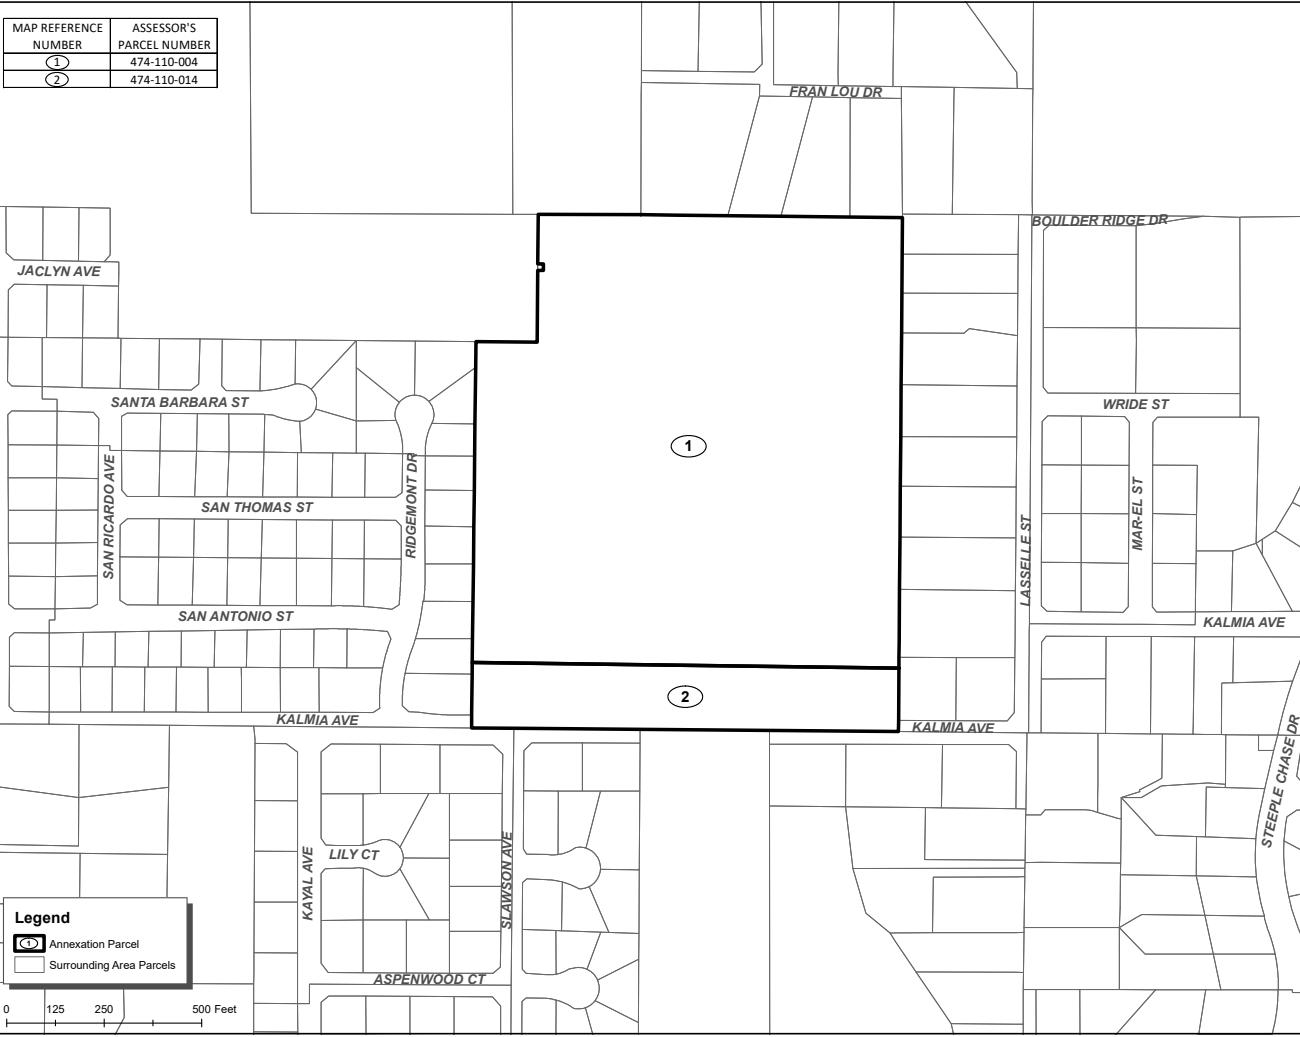 MAP REFERENCE NUMBER
ASSESSOR'S PARCEL NUMBER
1
474-110-004
2
474-110-014
FRAN LOU DR
BOULDER RIDGE DR
JACLYN AVE
SANTA BARBARA ST
WRIDE ST
1
SAN RICARDO AVE
SAN THOMAS ST
RIDGEMONT DR
LASSELLE ST
MAR-EL ST
SAN ANTONIO ST
KALMIA AVE
2
KALMIA AVE
KALMIA AVE
STEEPLE CHASE DR
KAYAL AVE
LILY CT
SLAWSON AVE
ASPENWOOD CT
Legend
1
Annexation Parcel
Surrounding Area Parcels
0 125 250 500 Feet